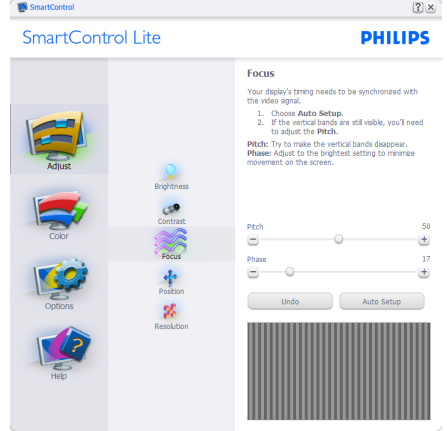 SmartControl
SmartControl Lite
PHILIPS
Adjust
Color
Options
Help
Brightness
Contrast
Focus
Position
Resolution
Focus
Your display's timing needs to be synchronized with
the video signal.
1. Choose Auto Setup.
2. If the vertical bands are still visible, you'll need
to adjust the Pitch.
Pitch: Try to make the vertical bands disappear.
Phase: Adjust to the brightest setting to minimize
movement on the screen.
Pitch 50
Phase 17
Undo Auto Setup